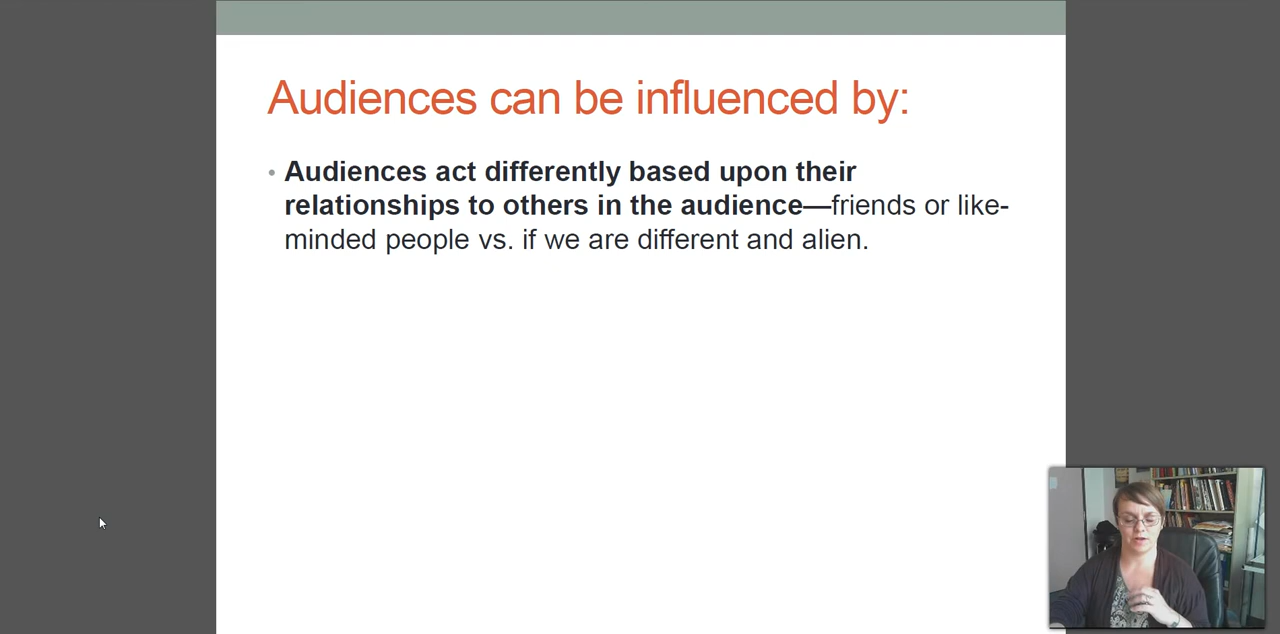 Audiences can be influenced by:
• Audiences act differently based upon their
relationships to others in the audience—friends or like-
minded people vs. if we are different and alien.